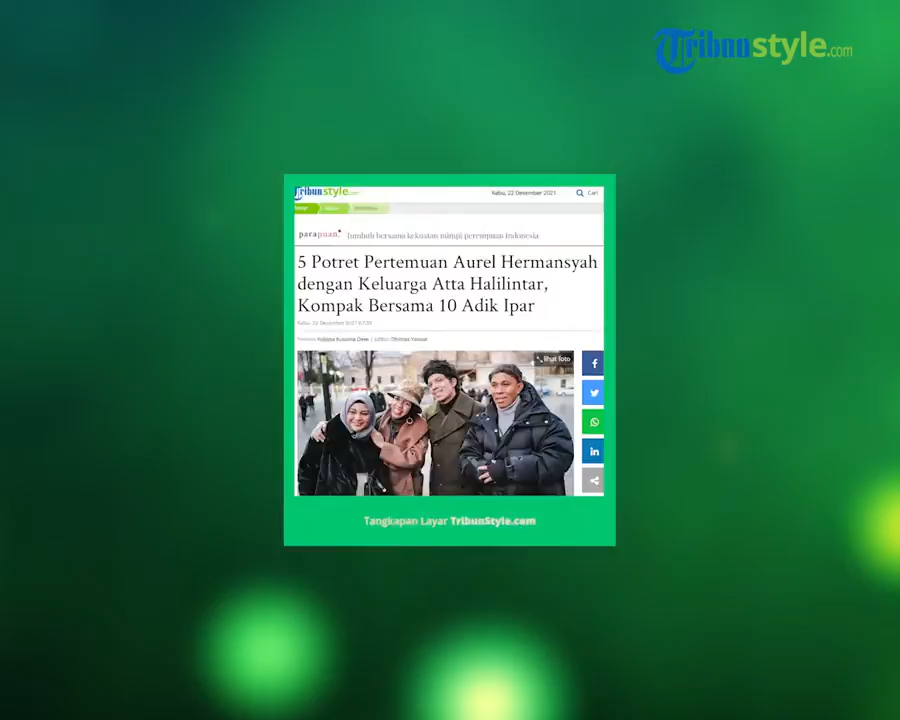 Tribunstyle.com
Tribunstyle.com
Rabu, 22 Desember 2021
Cari
parapuan.
Tumbuh bersama kekuatan mimpi perempuan Indonesia
5 Potret Pertemuan Aurel Hermansyah
dengan Keluarga Atta Halilintar,
Kompak Bersama 10 Adik Ipar
Rabu, 22 Desember 2021
lihat foto
Tangkapan Layar TribunStyle.com